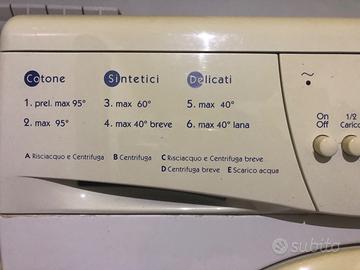 Cotone Sintetici Delicati
1. prel. max 95° 3. max 60° 5. max 40°
2. max 95° 4. max 40° breve 6. max 40° lana
A Risciacquo e Centrifuga B Centrifuga C Risciacquo e Centrifuga breve
D Centrifuga breve E Scarico acqua
On
Off
1/2
Carico
subito